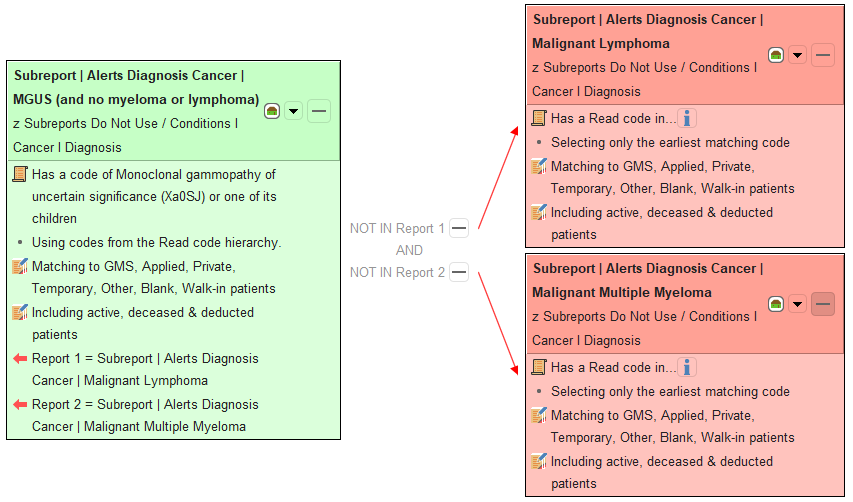 Subreport | Alerts Diagnosis Cancer |
MGUS (and no myeloma or lymphoma)
z Subreports Do Not Use / Conditions I
Cancer I Diagnosis
Has a code of Monoclonal gammopathy of
uncertain significance (Xa0SJ) or one of its
children
• Using codes from the Read code hierarchy.
Matching to GMS, Applied, Private,
Temporary, Other, Blank, Walk-in patients
Including active, deceased & deducted
patients
Report 1 = Subreport | Alerts Diagnosis
Cancer | Malignant Lymphoma
Report 2 = Subreport | Alerts Diagnosis
Cancer | Malignant Multiple Myeloma
NOT IN Report 1
AND
NOT IN Report 2
Subreport | Alerts Diagnosis Cancer |
Malignant Lymphoma
z Subreports Do Not Use / Conditions I
Cancer I Diagnosis
Has a Read code in...
• Selecting only the earliest matching code
Matching to GMS, Applied, Private,
Temporary, Other, Blank, Walk-in patients
Including active, deceased & deducted
patients
Subreport | Alerts Diagnosis Cancer |
Malignant Multiple Myeloma
z Subreports Do Not Use / Conditions I
Cancer I Diagnosis
Has a Read code in...
• Selecting only the earliest matching code
Matching to GMS, Applied, Private,
Temporary, Other, Blank, Walk-in patients
Including active, deceased & deducted
patients